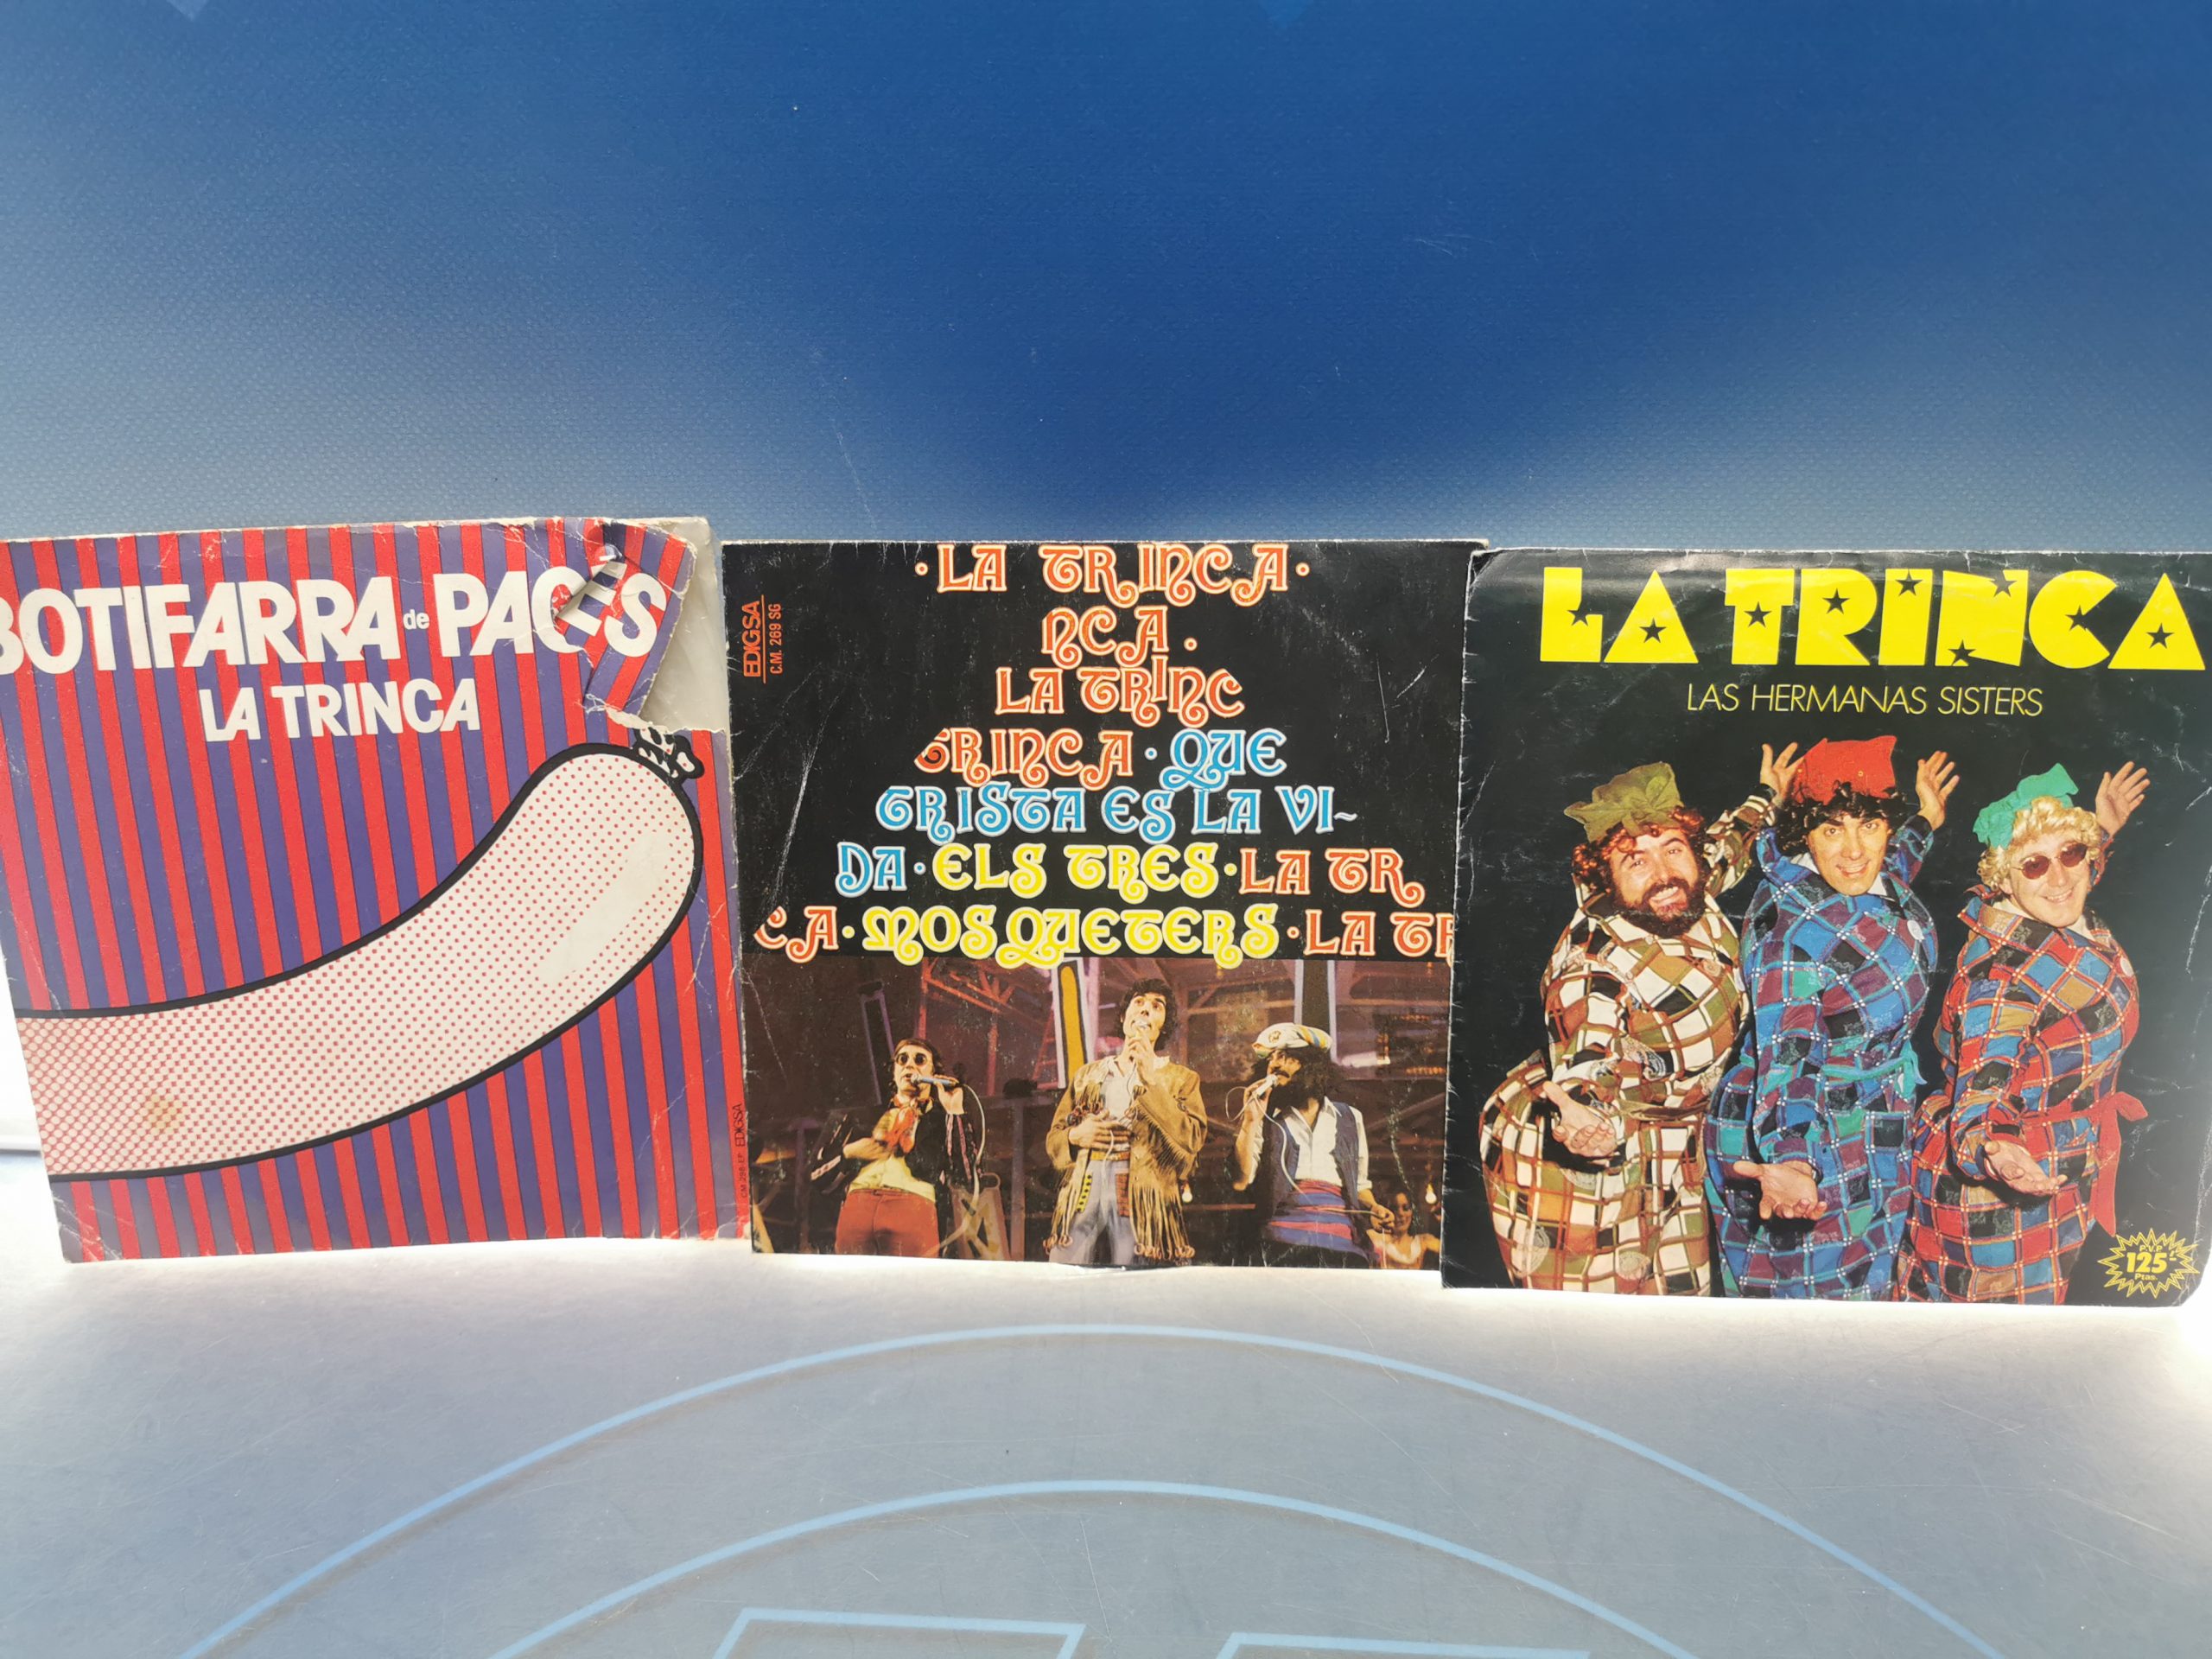 BOTIFARRA de PAGÈS
LA TRINCA
EDIGSA
EDIGSA
C.M. 269 SG
· LA TRINCA ·
NCA ·
LA TRINC
TRINCA · QUE
TRISTA ES LA VI~
DA · ELS TRES · LA TR
CA · MOSQUETERS · LA TR
LA TRINCA
LAS HERMANAS SISTERS
P.V.P.
125'-
Ptas.